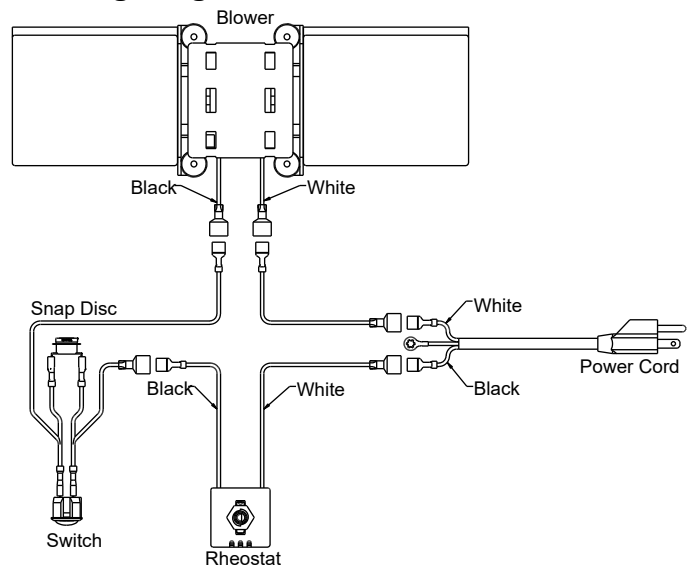 Blower
Black
White
Snap Disc
White
Power Cord
Black
White
Black
Switch
Rheostat